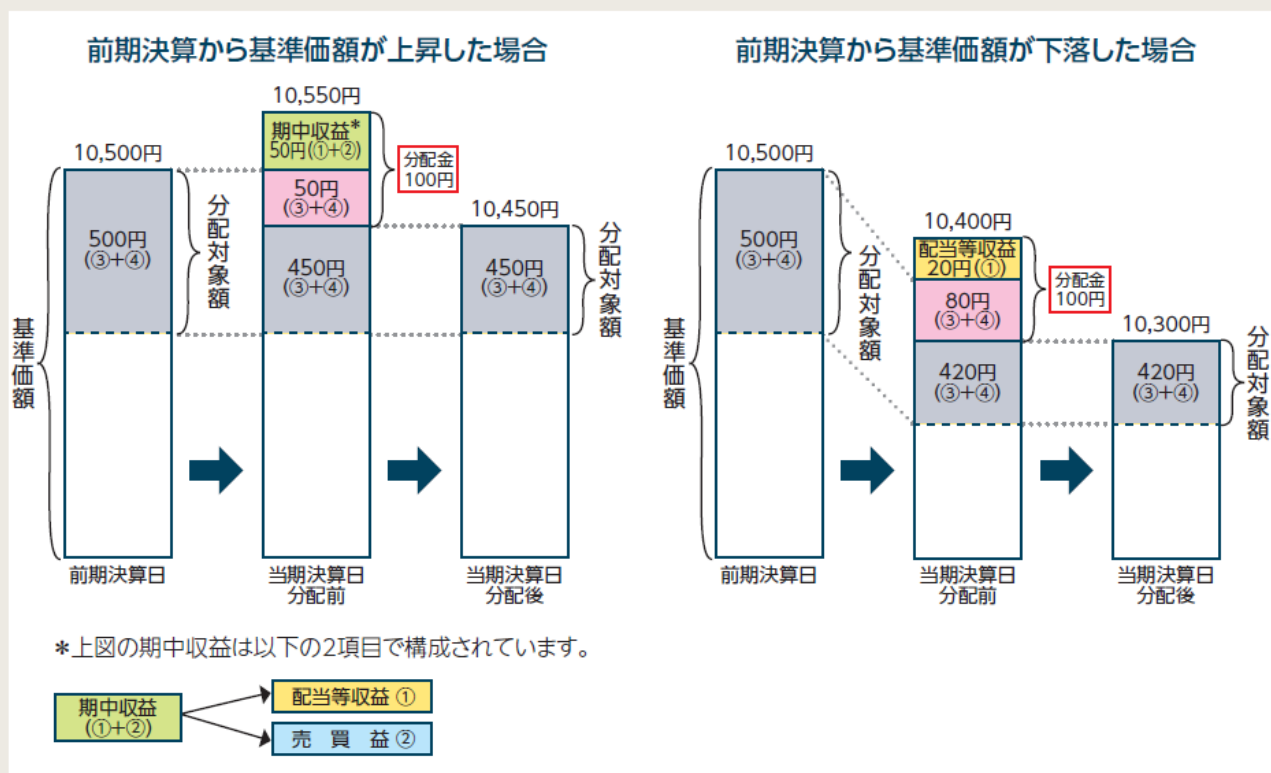 前期決算から基準価額が上昇した場合
10,550円
期中収益*
50円(①+②)
10,500円
分配金
100円
50円
(③+④)
10,450円
500円
(③+④)
分配対象額
450円
(③+④)
450円
(③+④)
分配対象額
基準価額
前期決算日
当期決算日
分配前
当期決算日
分配後
前期決算から基準価額が下落した場合
10,500円
10,400円
500円
(③+④)
分配対象額
配当等収益
20円(①)
分配金
100円
80円
(③+④)
10,300円
420円
(③+④)
420円
(③+④)
分配対象額
基準価額
前期決算日
当期決算日
分配前
当期決算日
分配後
*上図の期中収益は以下の2項目で構成されています。
期中収益
(①+②)
配当等収益 ①
売 買 益 ②